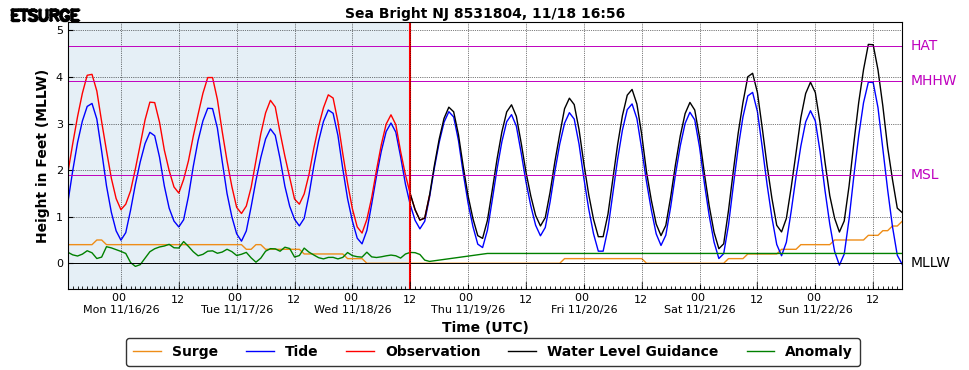 ETSURGE
Sea Bright NJ 8531804, 11/18 16:56
Height in Feet (MLLW)
5
4
3
2
1
0
HAT
MHHW
MSL
MLLW
00 12 00 12 00 12 00 12 00 12 00 12 00 12
Mon 11/16/26 Tue 11/17/26 Wed 11/18/26 Thu 11/19/26 Fri 11/20/26 Sat 11/21/26 Sun 11/22/26
Time (UTC)
Surge Tide Observation Water Level Guidance Anomaly